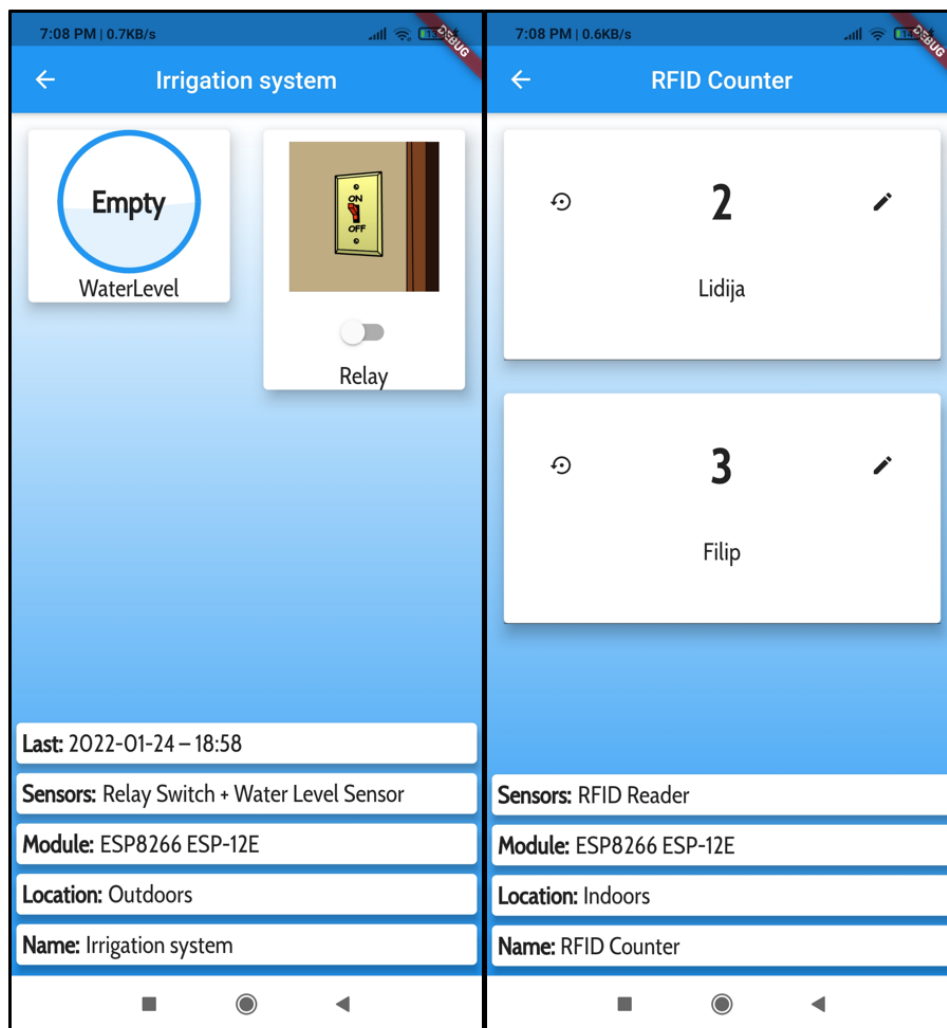 7:08 PM | 0.7KB/s
DEBUG
Irrigation system
Empty
WaterLevel
ON
OFF
Relay
Last: 2022-01-24 – 18:58
Sensors: Relay Switch + Water Level Sensor
Module: ESP8266 ESP-12E
Location: Outdoors
Name: Irrigation system
7:08 PM | 0.6KB/s
DEBUG
RFID Counter
2
Lidija
3
Filip
Sensors: RFID Reader
Module: ESP8266 ESP-12E
Location: Indoors
Name: RFID Counter